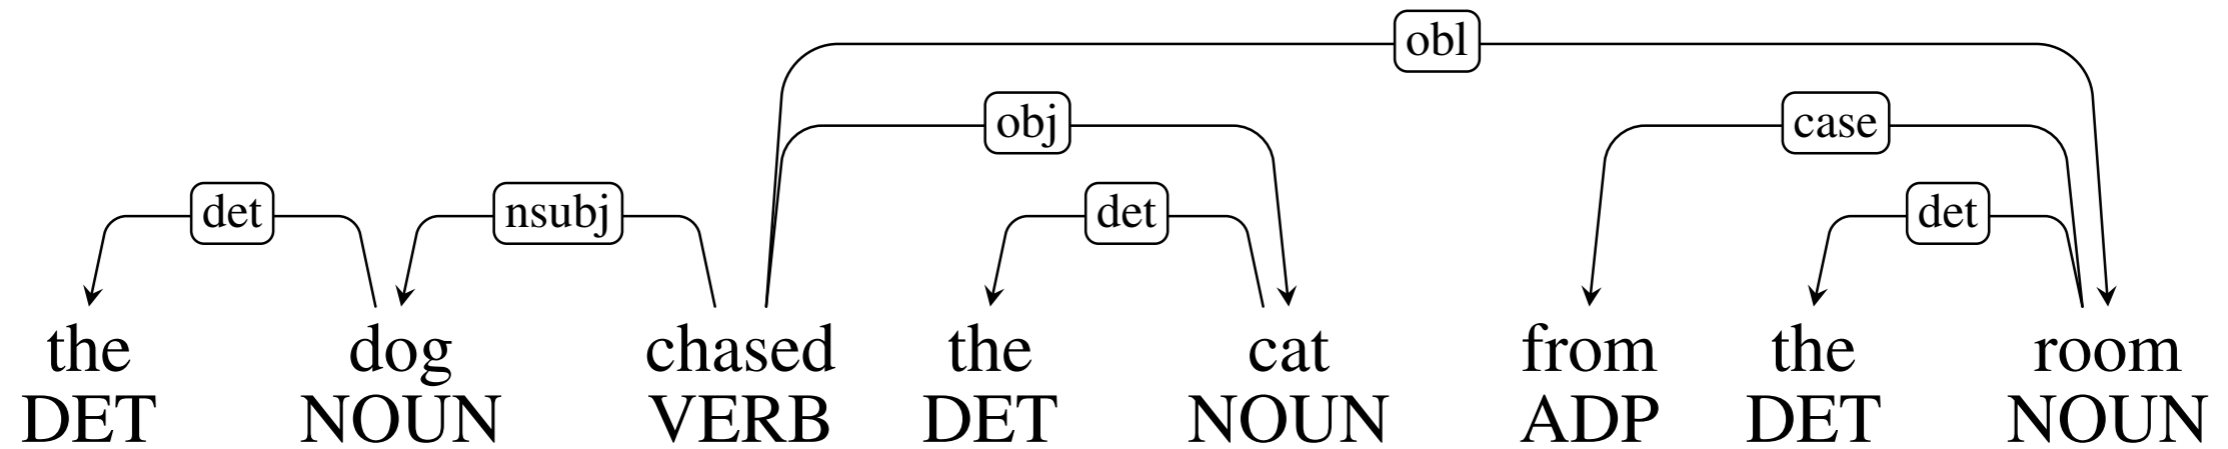 obl
obj case
det nsubj det det
the dog chased the cat from the room
DET NOUN VERB DET NOUN ADP DET NOUN